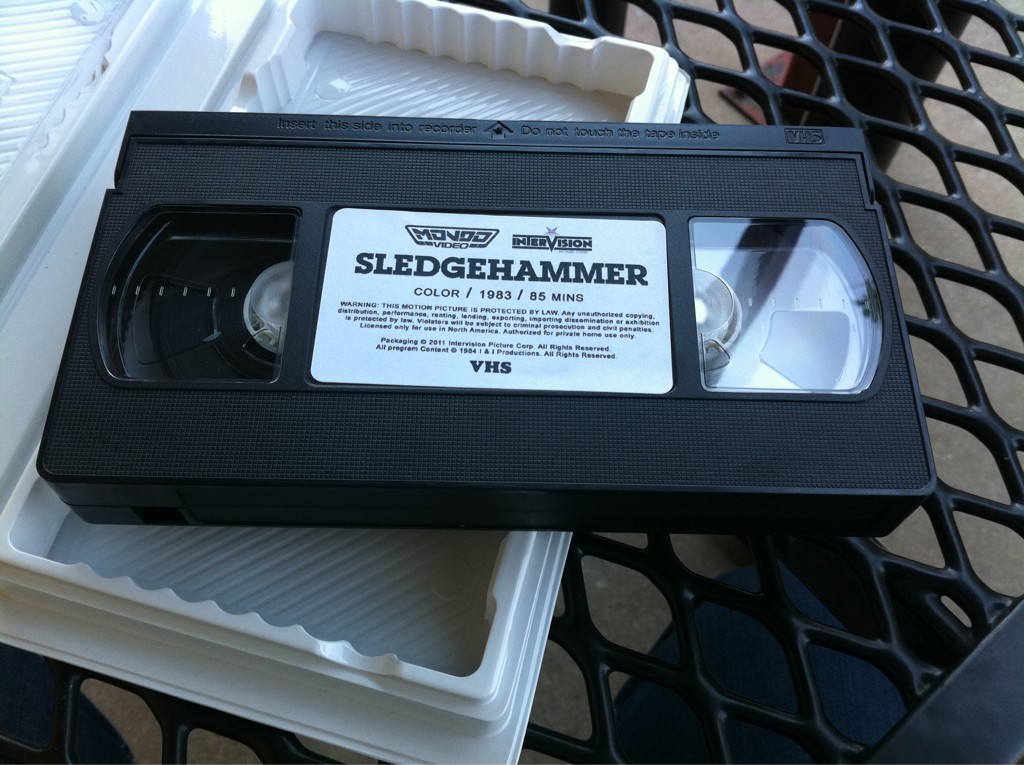 Insert this side into recorder Do not touch the tape inside VHS
MONDO VIDEO INTERVISION
SLEDGEHAMMER
COLOR / 1983 / 85 MINS
WARNING: THIS MOTION PICTURE IS PROTECTED BY LAW. Any unauthorized copying,
distribution, performance, renting, lending, exporting, importing dissemination or exhibition
is protected by law. Violators will be subject to criminal prosecution and civil penalties.
Licensed only for use in North America. Authorized for private home use only.
Packaging © 2011 Intervision Picture Corp. All Rights Reserved.
All program Content © 1984 I & I Productions. All Rights Reserved.
VHS